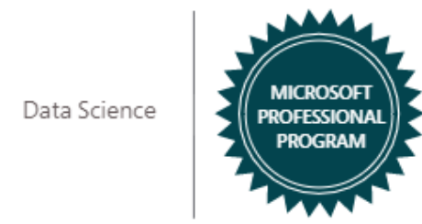 Data Science
MICROSOFT
PROFESSIONAL
PROGRAM